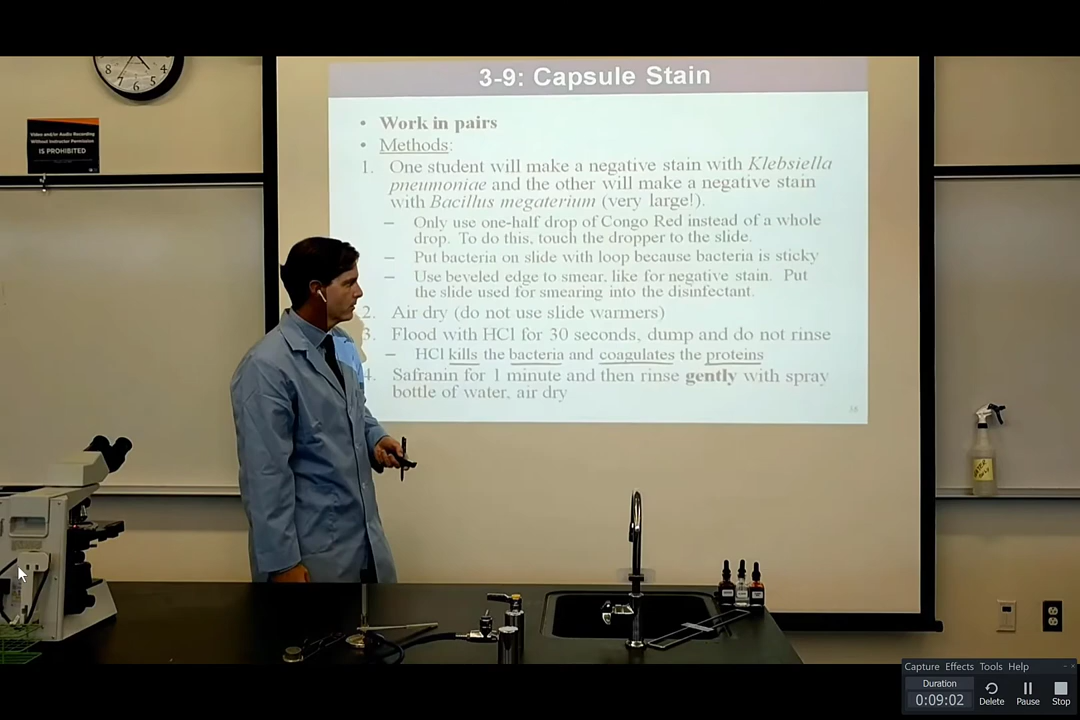 3-9: Capsule Stain
• Work in pairs
• Methods:
1. One student will make a negative stain with Klebsiella
pneumoniae and the other will make a negative stain
with Bacillus megaterium (very large!).
– Only use one-half drop of Congo Red instead of a whole
drop. To do this, touch the dropper to the slide.
– Put bacteria on slide with loop because bacteria is sticky
– Use beveled edge to smear, like for negative stain. Put
the slide used for smearing into the disinfectant.
2. Air dry (do not use slide warmers)
3. Flood with HCl for 30 seconds, dump and do not rinse
– HCl kills the bacteria and coagulates the proteins
4. Safranin for 1 minute and then rinse gently with spray
bottle of water, air dry
4
5
6
7
8
Video and/or Audio Recording
Without Instructor Permission
IS PROHIBITED
Capture Effects Tools Help
Duration
0:09:02
Delete
Pause
Stop